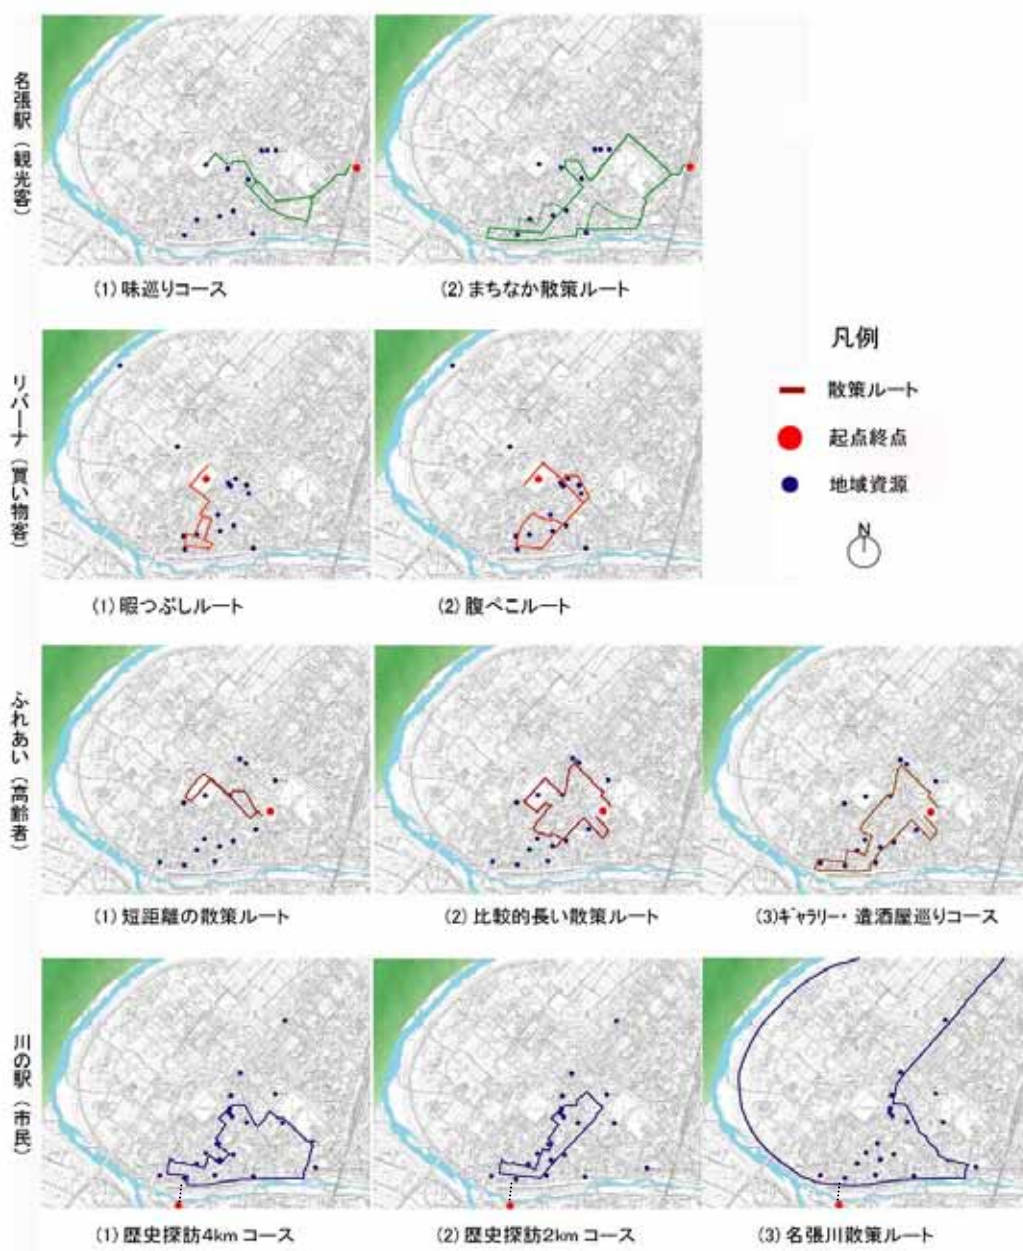 名張駅（観光客）
(1) 味巡りコース
(2) まちなか散策ルート
リバーナ（買い物客）
(1) 暇つぶしルート
(2) 腹ペこルート
凡例
散策ルート
起点終点
地域資源
N
ふれあい（高齢者）
(1) 短距離の散策ルート
(2) 比較的長い散策ルート
(3)ギャラリー・造酒屋巡りコース
川の駅（市民）
(1) 歴史探訪4kmコース
(2) 歴史探訪2kmコース
(3) 名張川散策ルート